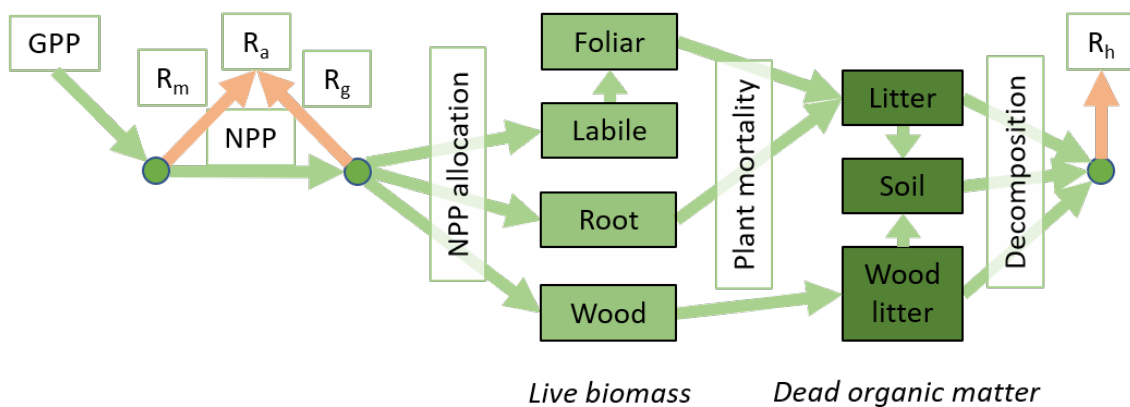 GPP
R_a
R_m
R_g
NPP
NPP allocation
Foliar
Labile
Root
Wood
Plant mortality
Litter
Soil
Wood
litter
Decomposition
R_h
Live biomass
Dead organic matter